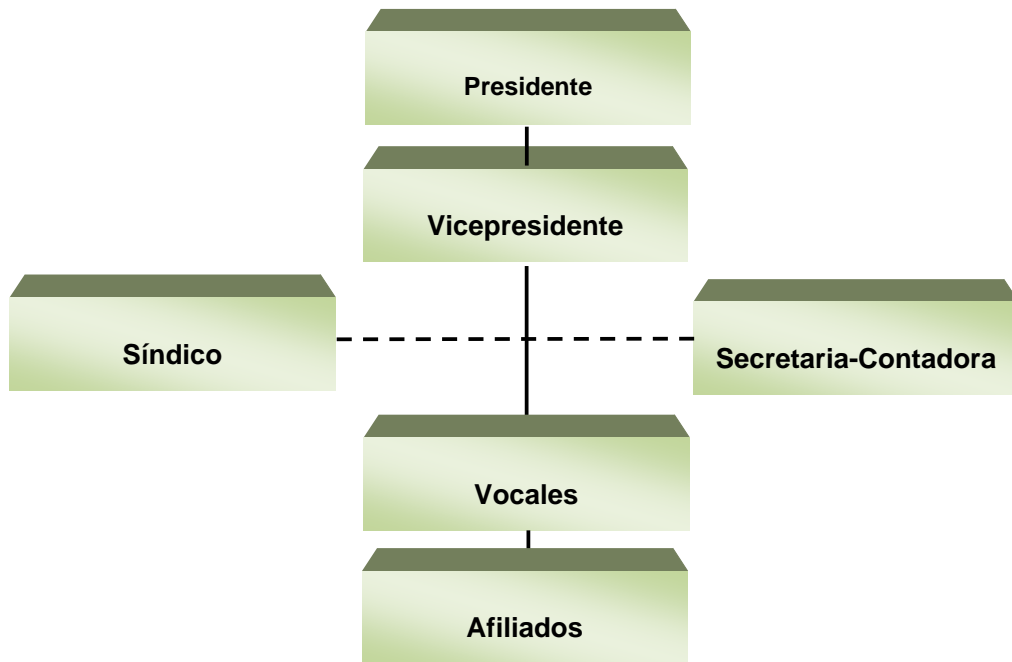 Presidente
Vicepresidente
Síndico
Secretaria-Contadora
Vocales
Afiliados